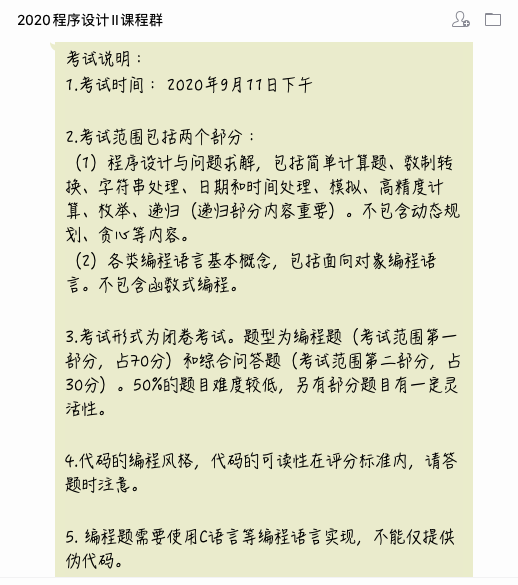 2020程序设计II课程群
考试说明：
1.考试时间： 2020年9月11日下午
2.考试范围包括两个部分：
（1）程序设计与问题求解，包括简单计算题、数制转
换、字符串处理、日期和时间处理、模拟、高精度计
算、枚举、递归（递归部分内容重要）。不包含动态规
划、贪心等内容。
（2）各类编程语言基本概念，包括面向对象编程语
言。不包含函数式编程。
3.考试形式为闭卷考试。题型为编程题（考试范围第一
部分，占70分）和综合问答题（考试范围第二部分，占
30分）。50%的题目难度较低，另有部分题目有一定灵
活性。
4.代码的编程风格，代码的可读性在评分标准内，请答
题时注意。
5. 编程题需要使用C语言等编程语言实现，不能仅提供
伪代码。